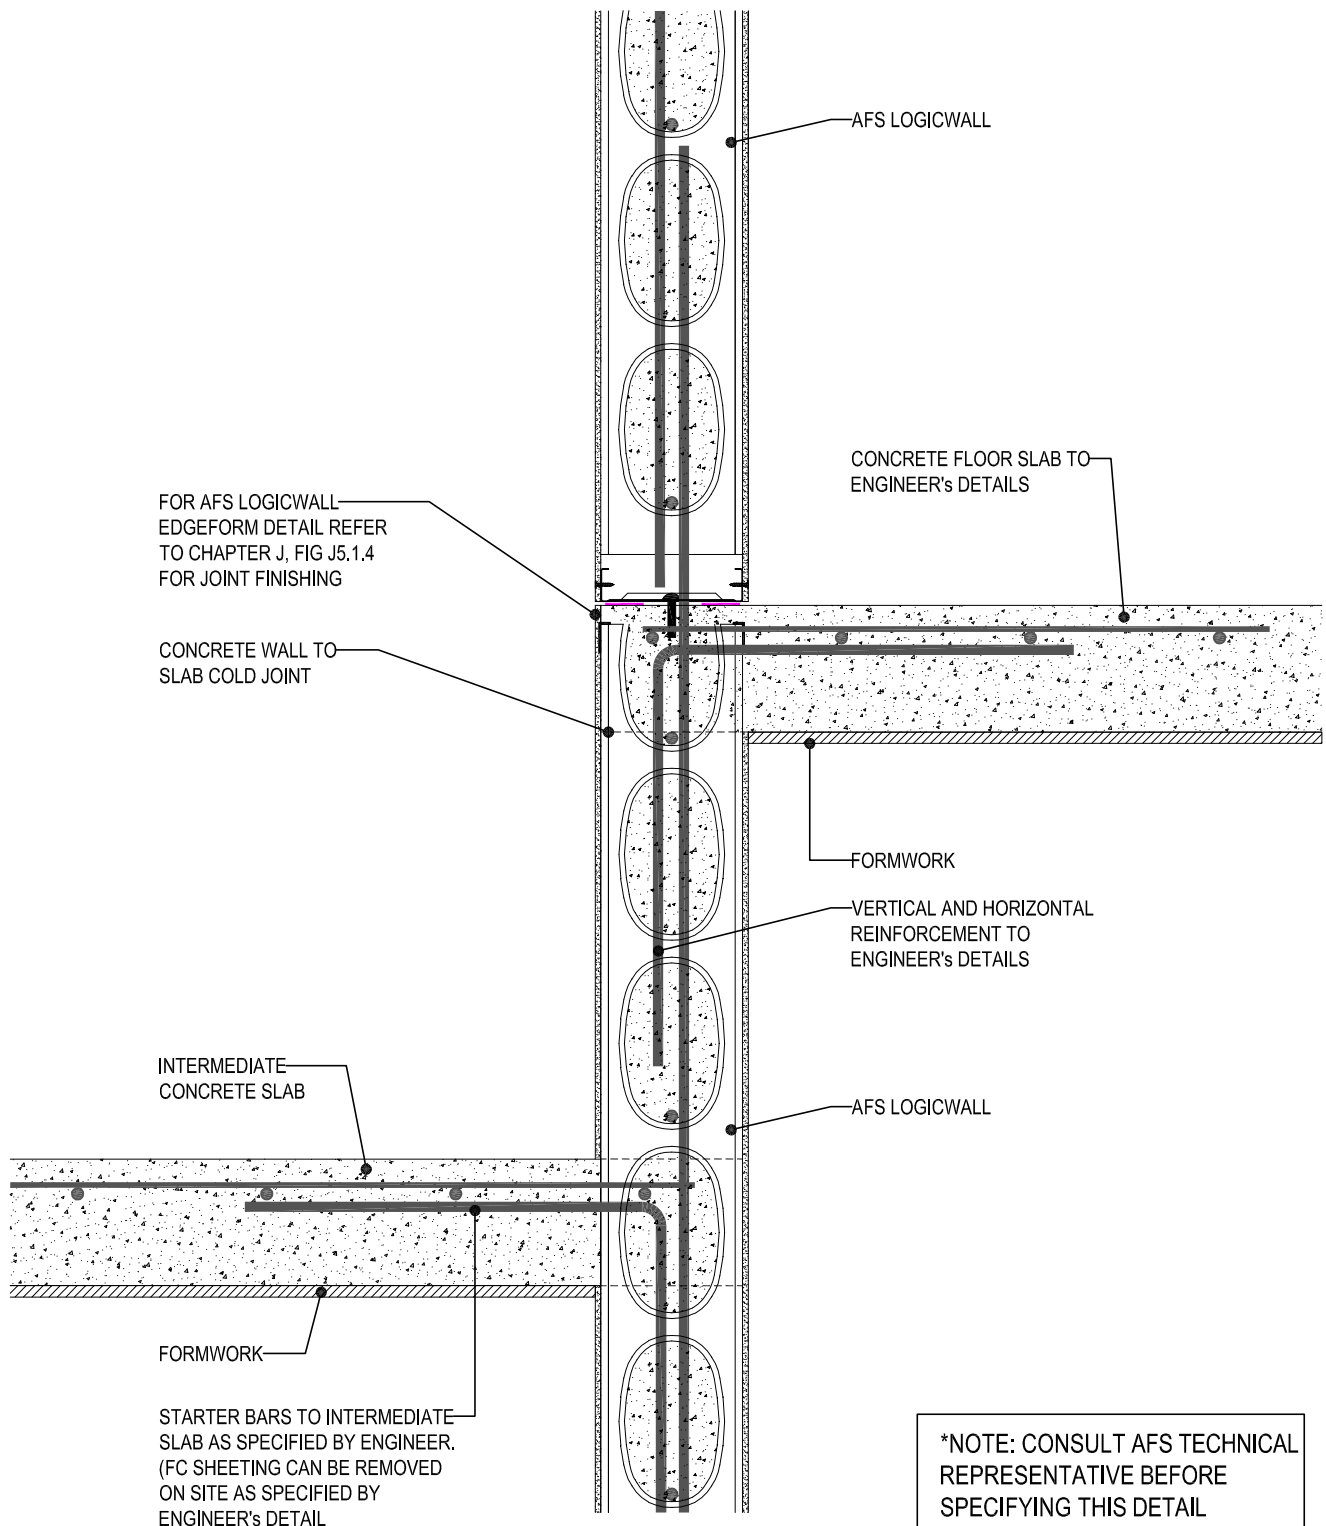 AFS LOGICWALL
CONCRETE FLOOR SLAB TO
ENGINEER's DETAILS
FOR AFS LOGICWALL
EDGEFORM DETAIL REFER
TO CHAPTER J, FIG J5.1.4
FOR JOINT FINISHING
CONCRETE WALL TO
SLAB COLD JOINT
FORMWORK
VERTICAL AND HORIZONTAL
REINFORCEMENT TO
ENGINEER's DETAILS
INTERMEDIATE
CONCRETE SLAB
AFS LOGICWALL
FORMWORK
STARTER BARS TO INTERMEDIATE
SLAB AS SPECIFIED BY ENGINEER.
(FC SHEETING CAN BE REMOVED
ON SITE AS SPECIFIED BY
ENGINEER's DETAIL
*NOTE: CONSULT AFS TECHNICAL
REPRESENTATIVE BEFORE
SPECIFYING THIS DETAIL